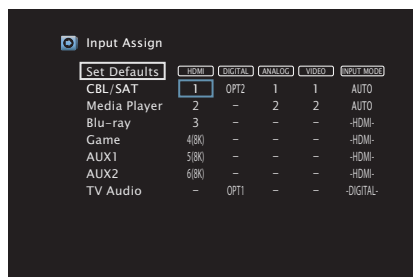 Input Assign
Set Defaults HDMI DIGITAL ANALOG VIDEO INPUT MODE
CBL/SAT 1 OPT2 1 1 AUTO
Media Player 2 – 2 2 AUTO
Blu-ray 3 – – – -HDMI-
Game 4(8K) – – – -HDMI-
AUX1 5(8K) – – – -HDMI-
AUX2 6(8K) – – – -HDMI-
TV Audio – OPT1 – – -DIGITAL-